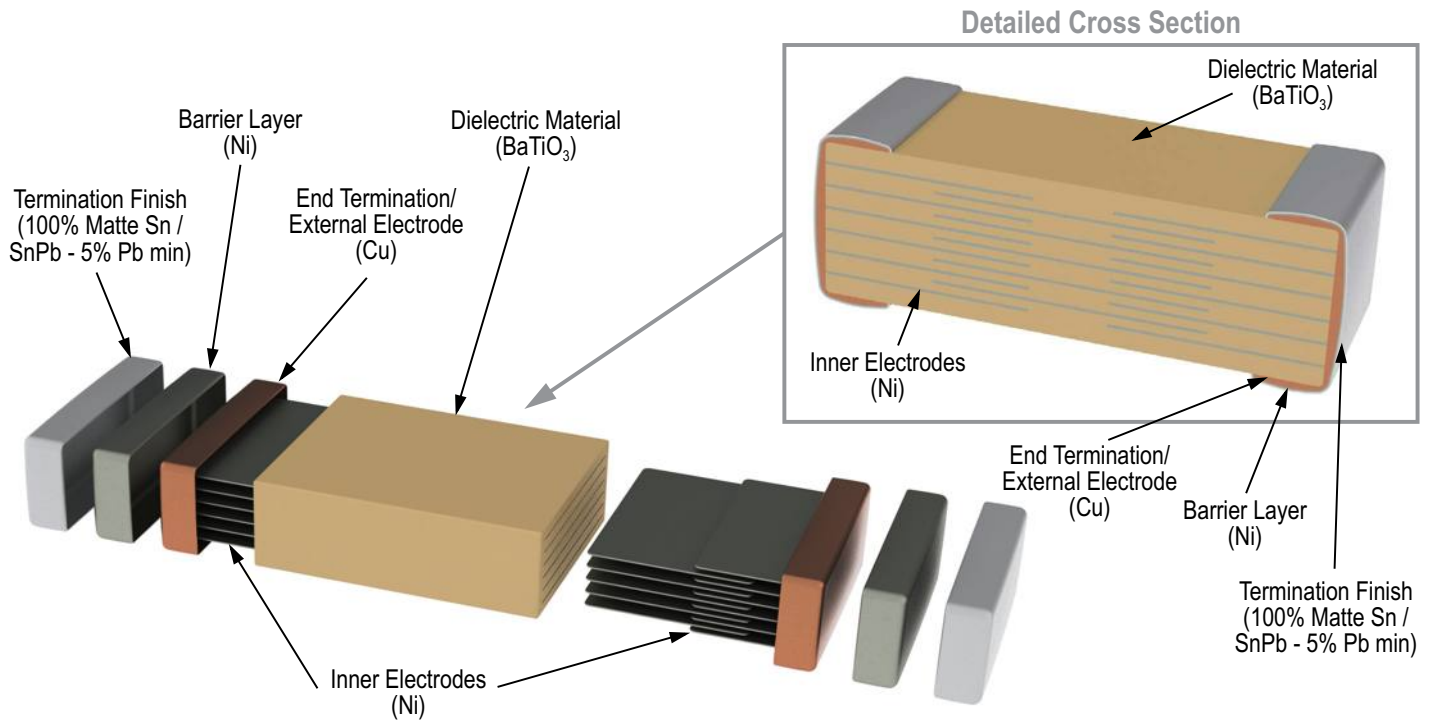 Detailed Cross Section
Dielectric Material
(BaTiO₃)
Barrier Layer
(Ni)
Dielectric Material
(BaTiO₃)
Termination Finish
(100% Matte Sn /
SnPb - 5% Pb min)
End Termination/
External Electrode
(Cu)
Inner Electrodes
(Ni)
End Termination/
External Electrode
(Cu)
Barrier Layer
(Ni)
Termination Finish
(100% Matte Sn /
SnPb - 5% Pb min)
Inner Electrodes
(Ni)